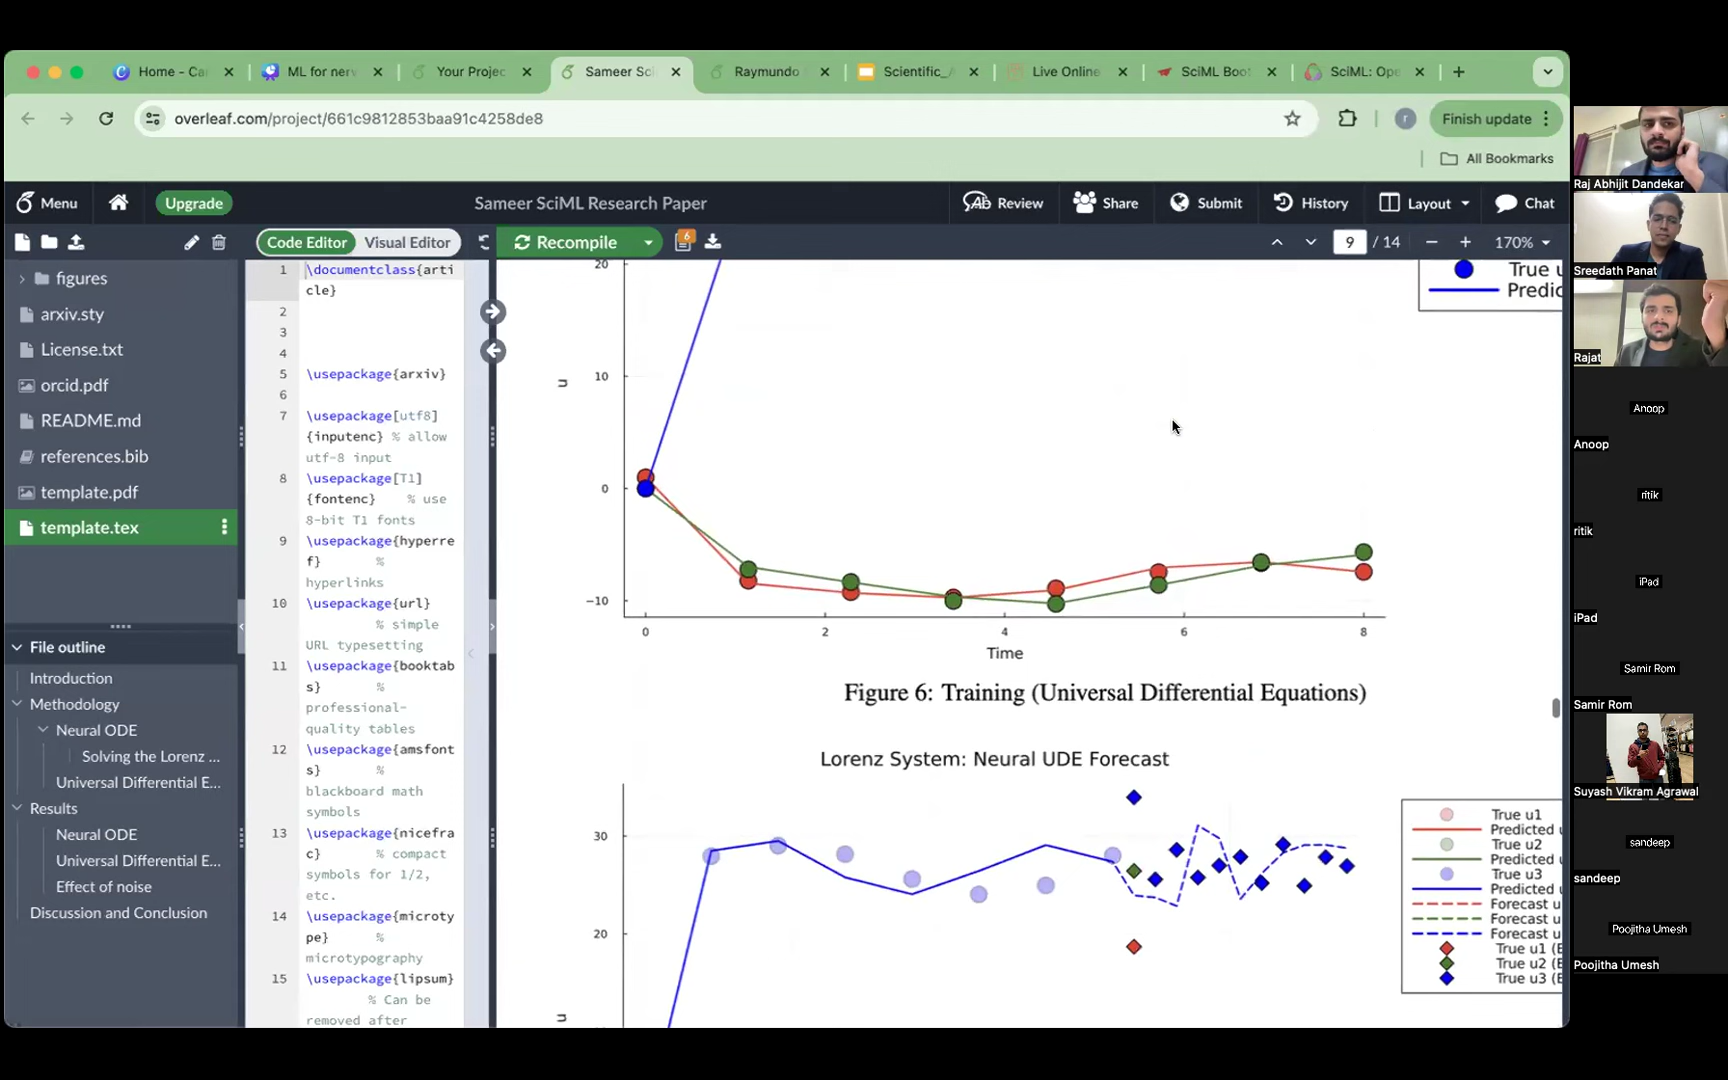 Home - Ca
ML for nerv
Your Projec
Sameer Sci
Raymundo
Scientific_
Live Online
SciML Boot
SciML: Ope
overleaf.com/project/661c9812853baa91c4258de8
r
Finish update
All Bookmarks
Menu
Upgrade
Sameer SciML Research Paper
Review
Share
Submit
History
Layout
Chat
Code Editor
Visual Editor
Recompile
6
9 / 14
170%
figures
arxiv.sty
License.txt
orcid.pdf
README.md
references.bib
template.pdf
template.tex
File outline
Introduction
Methodology
Neural ODE
Solving the Lorenz ...
Universal Differential E...
Results
Neural ODE
Universal Differential E...
Effect of noise
Discussion and Conclusion
1 \documentclass{arti
cle}
2
3
4
5 \usepackage{arxiv}
6
7 \usepackage[utf8]
{inputenc} % allow
utf-8 input
8 \usepackage[T1]
{fontenc} % use
8-bit T1 fonts
9 \usepackage{hyperre
f} %
hyperlinks
10 \usepackage{url}
% simple
URL typesetting
11 \usepackage{booktab
s} %
professional-
quality tables
12 \usepackage{amsfont
s} %
blackboard math
symbols
13 \usepackage{nicefra
c} % compact
symbols for 1/2,
etc.
14 \usepackage{microty
pe} %
microtypography
15 \usepackage{lipsum}
% Can be
removed after
20
10
0
−10
u
0 2 4 6 8
Time
True u
Predic
Figure 6: Training (Universal Differential Equations)
Lorenz System: Neural UDE Forecast
30
20
u
True u1
Predicted u
True u2
Predicted u
True u3
Predicted u
Forecast u
Forecast u
Forecast u
True u1 (E
True u2 (E
True u3 (E
Raj Abhijit Dandekar
Sreedath Panat
Rajat
Anoop
Anoop
ritik
ritik
iPad
iPad
Samir Rom
Samir Rom
Suyash Vikram Agrawal
sandeep
sandeep
Poojitha Umesh
Poojitha Umesh